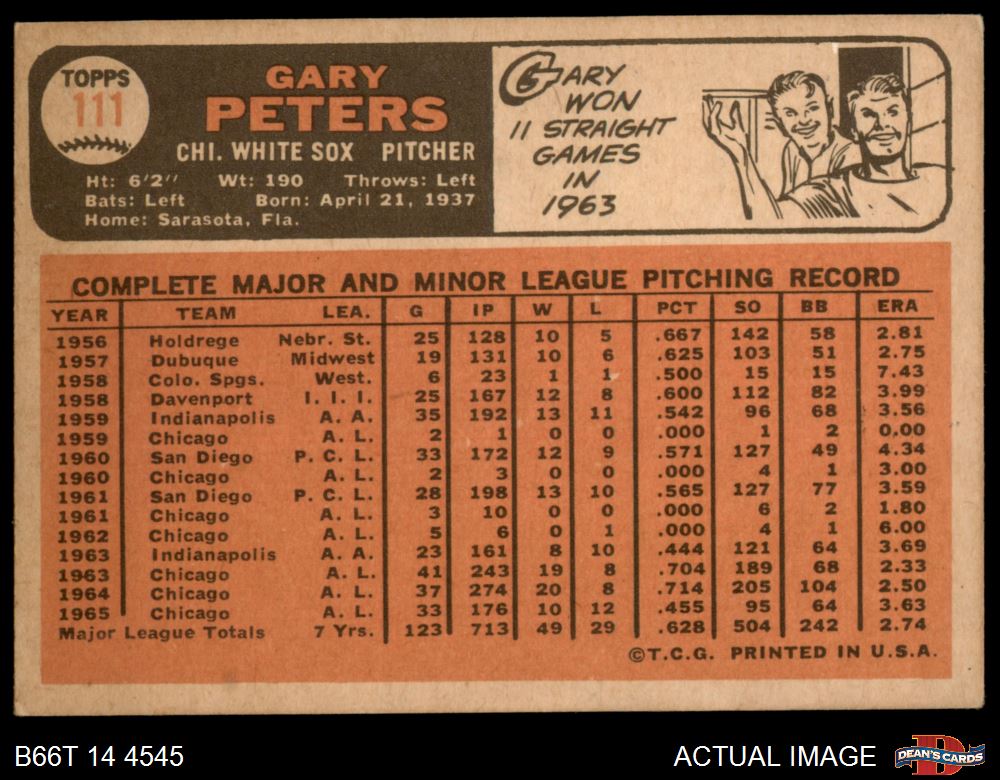 TOPPS
111
GARY
PETERS
CHI. WHITE SOX PITCHER
Ht: 6'2" Wt: 190 Throws: Left
Bats: Left Born: April 21, 1937
Home: Sarasota, Fla.
GARY
WON
11 STRAIGHT
GAMES
IN
1963
COMPLETE MAJOR AND MINOR LEAGUE PITCHING RECORD
YEAR TEAM LEA. G IP W L PCT SO BB ERA
1956 Holdrege Nebr. St. 25 128 10 5 .667 142 58 2.81
1957 Dubuque Midwest 19 131 10 6 .625 103 51 2.75
1958 Colo. Spgs. West. 6 23 1 1 .500 15 15 7.43
1958 Davenport I. I. I. 25 167 12 8 .600 112 82 3.99
1959 Indianapolis A. A. 35 192 13 11 .542 96 68 3.56
1959 Chicago A. L. 2 1 0 0 .000 1 2 0.00
1960 San Diego P. C. L. 33 172 12 9 .571 127 49 4.34
1960 Chicago A. L. 2 3 0 0 .000 4 1 3.00
1961 San Diego P. C. L. 28 198 13 10 .565 127 77 3.59
1961 Chicago A. L. 3 10 0 0 .000 6 2 1.80
1962 Chicago A. L. 5 6 0 1 .000 4 1 6.00
1963 Indianapolis A. A. 23 161 8 10 .444 121 64 3.69
1963 Chicago A. L. 41 243 19 8 .704 189 68 2.33
1964 Chicago A. L. 37 274 20 8 .714 205 104 2.50
1965 Chicago A. L. 33 176 10 12 .455 95 64 3.63
Major League Totals 7 Yrs. 123 713 49 29 .628 504 242 2.74
©T.C.G. PRINTED IN U.S.A.
B66T 14 4545
ACTUAL IMAGE
DEAN'S CARDS